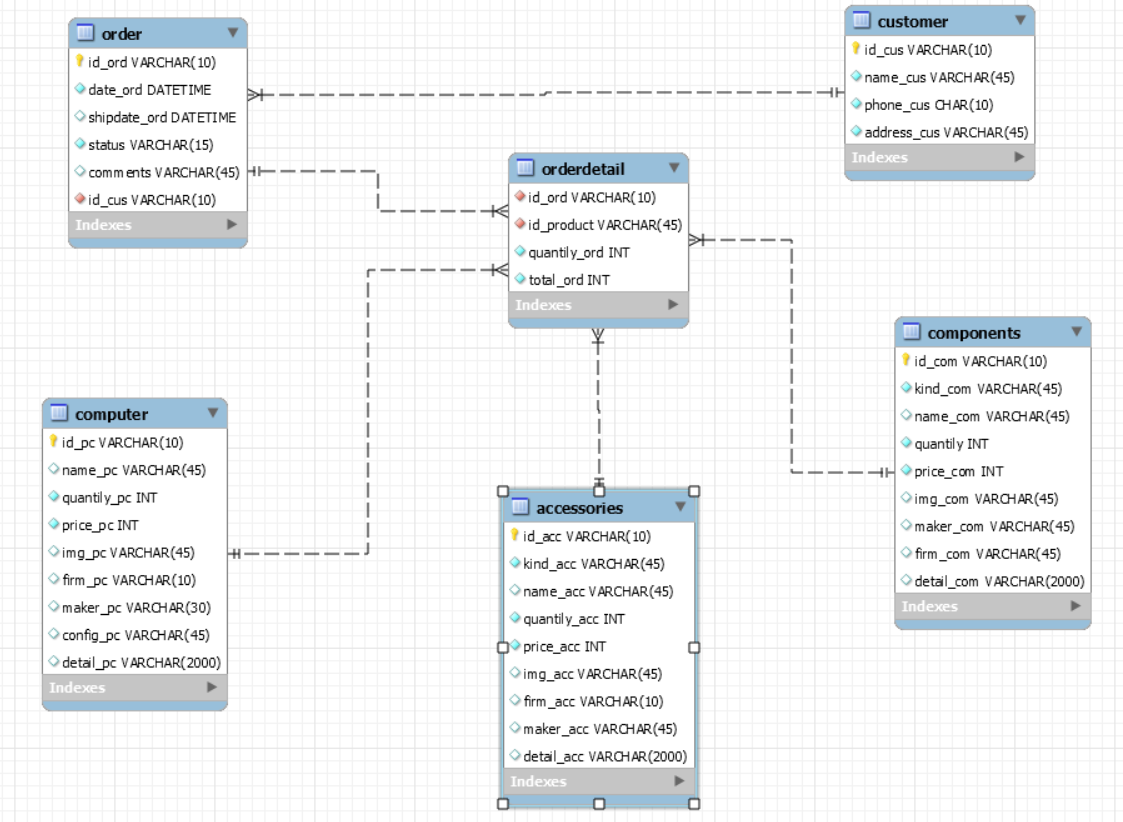 order
id_ord VARCHAR(10)
date_ord DATETIME
shipdate_ord DATETIME
status VARCHAR(15)
comments VARCHAR(45)
id_cus VARCHAR(10)
Indexes
customer
id_cus VARCHAR(10)
name_cus VARCHAR(45)
phone_cus CHAR(10)
address_cus VARCHAR(45)
Indexes
orderdetail
id_ord VARCHAR(10)
id_product VARCHAR(45)
quantily_ord INT
total_ord INT
Indexes
computer
id_pc VARCHAR(10)
name_pc VARCHAR(45)
quantily_pc INT
price_pc INT
img_pc VARCHAR(45)
firm_pc VARCHAR(10)
maker_pc VARCHAR(30)
config_pc VARCHAR(45)
detail_pc VARCHAR(2000)
Indexes
accessories
id_acc VARCHAR(10)
kind_acc VARCHAR(45)
name_acc VARCHAR(45)
quantily_acc INT
price_acc INT
img_acc VARCHAR(45)
firm_acc VARCHAR(10)
maker_acc VARCHAR(45)
detail_acc VARCHAR(2000)
Indexes
components
id_com VARCHAR(10)
kind_com VARCHAR(45)
name_com VARCHAR(45)
quantily INT
price_com INT
img_com VARCHAR(45)
maker_com VARCHAR(45)
firm_com VARCHAR(45)
detail_com VARCHAR(2000)
Indexes